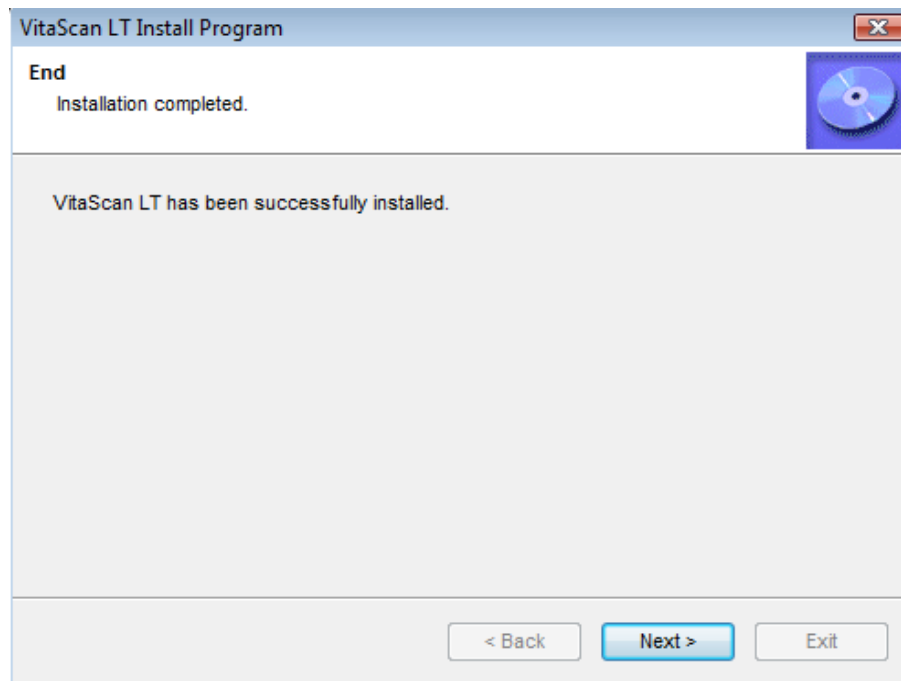 VitaScan LT Install Program
End
Installation completed.
VitaScan LT has been successfully installed.
< Back
Next >
Exit